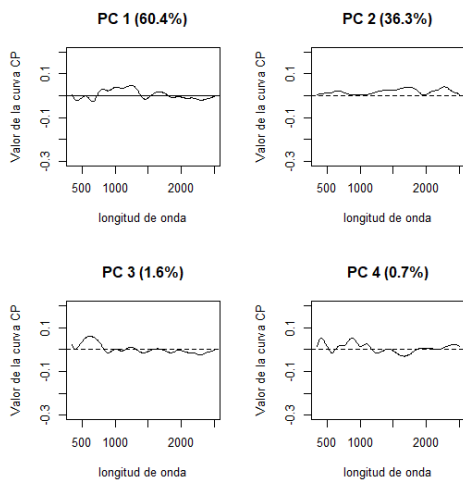 PC 1 (60.4%)
Valor de la curva CP
0.1
-0.1
-0.3
500 1000 2000
longitud de onda
PC 2 (36.3%)
Valor de la curva CP
0.1
-0.1
-0.3
500 1000 2000
longitud de onda
PC 3 (1.6%)
Valor de la curva CP
0.1
-0.1
-0.3
500 1000 2000
longitud de onda
PC 4 (0.7%)
Valor de la curva CP
0.1
-0.1
-0.3
500 1000 2000
longitud de onda